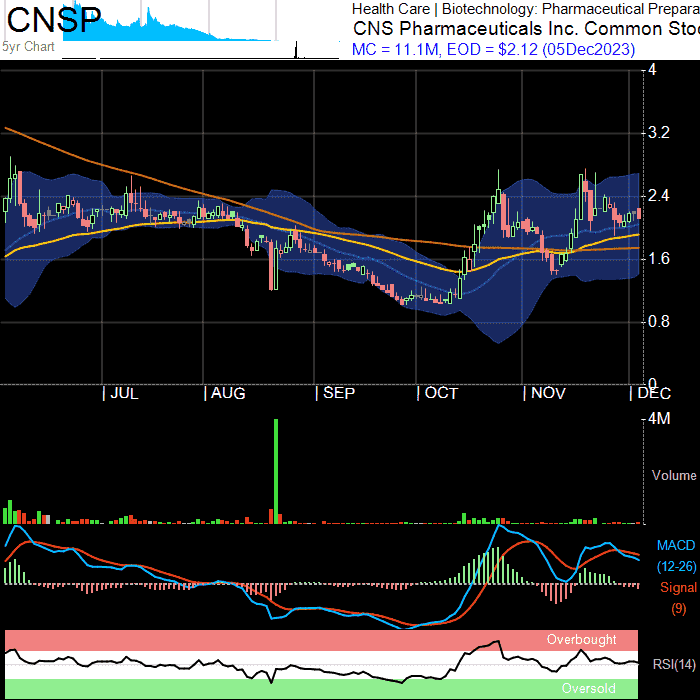 CNSP
5yr Chart
Health Care | Biotechnology: Pharmaceutical Prepara
CNS Pharmaceuticals Inc. Common Stoc
MC = 11.1M, EOD = $2.12 (05Dec2023)
4
3.2
2.4
1.6
0.8
0
JUL AUG SEP OCT NOV DEC
4M
Volume
MACD
(12-26)
Signal
(9)
Overbought
RSI(14)
Oversold